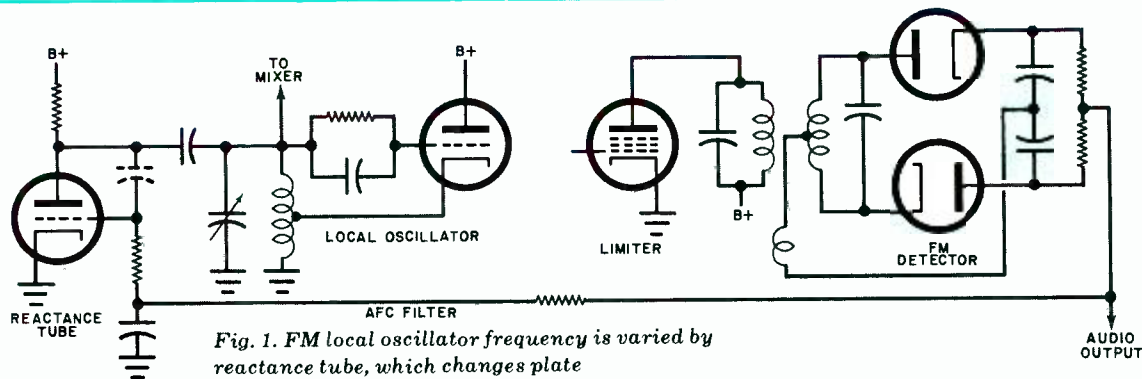 B+
TO
MIXER
B+
B+
LOCAL OSCILLATOR
LIMITER
FM
DETECTOR
REACTANCE
TUBE
AFC FILTER
AUDIO
OUTPUT
Fig. 1. FM local oscillator frequency is varied by
reactance tube, which changes plate